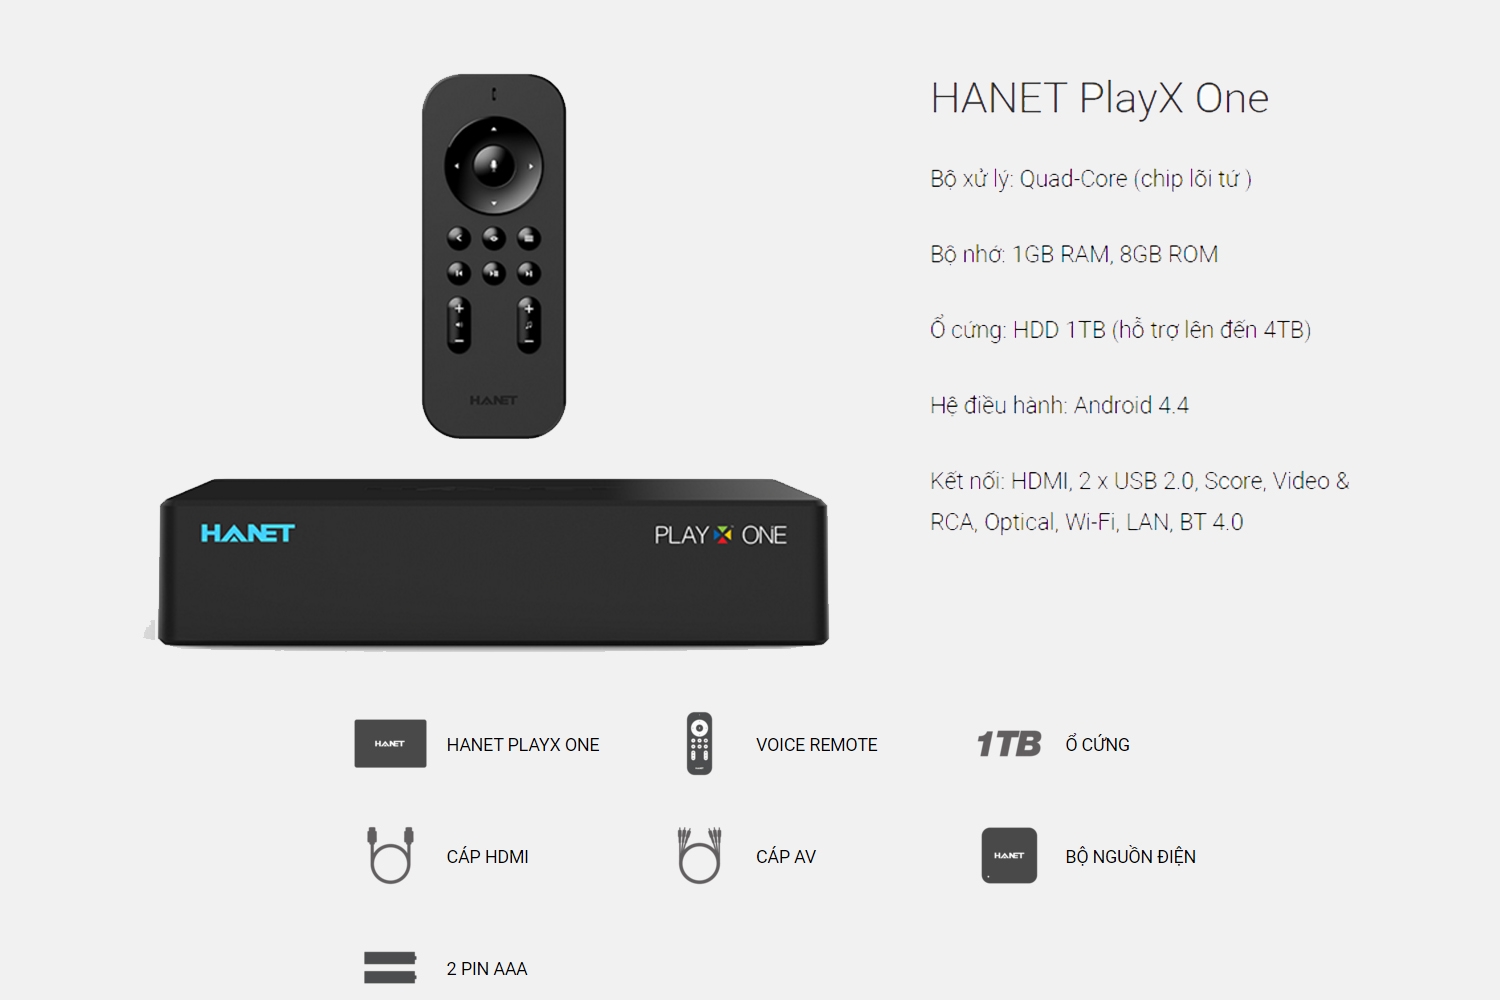 HANET PlayX One
Bộ xử lý: Quad-Core (chip lõi tứ )
Bộ nhớ: 1GB RAM, 8GB ROM
Ổ cứng: HDD 1TB (hỗ trợ lên đến 4TB)
Hệ điều hành: Android 4.4
Kết nối: HDMI, 2 x USB 2.0, Score, Video &
RCA, Optical, Wi-Fi, LAN, BT 4.0
HANET
HANET
PLAY X ONE
HANET
HANET PLAYX ONE
VOICE REMOTE
1TB
Ổ CỨNG
CÁP HDMI
CÁP AV
HANET
BỘ NGUỒN ĐIỆN
2 PIN AAA